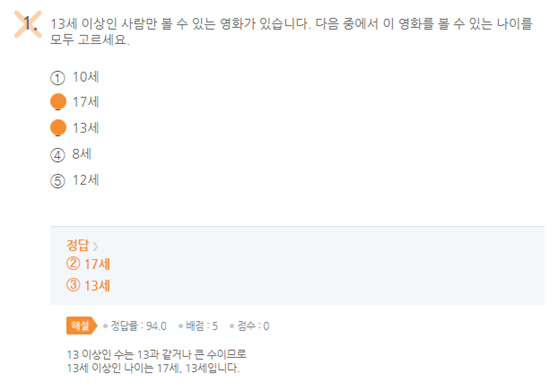 1. 13세 이상인 사람만 볼 수 있는 영화가 있습니다. 다음 중에서 이 영화를 볼 수 있는 나이를
모두 고르세요.
① 10세
17세
13세
④ 8세
⑤ 12세
정답 >
② 17세
③ 13세
해설 • 정답률 : 94.0 • 배점 : 5 • 점수 : 0
13 이상인 수는 13과 같거나 큰 수이므로
13세 이상인 나이는 17세, 13세입니다.